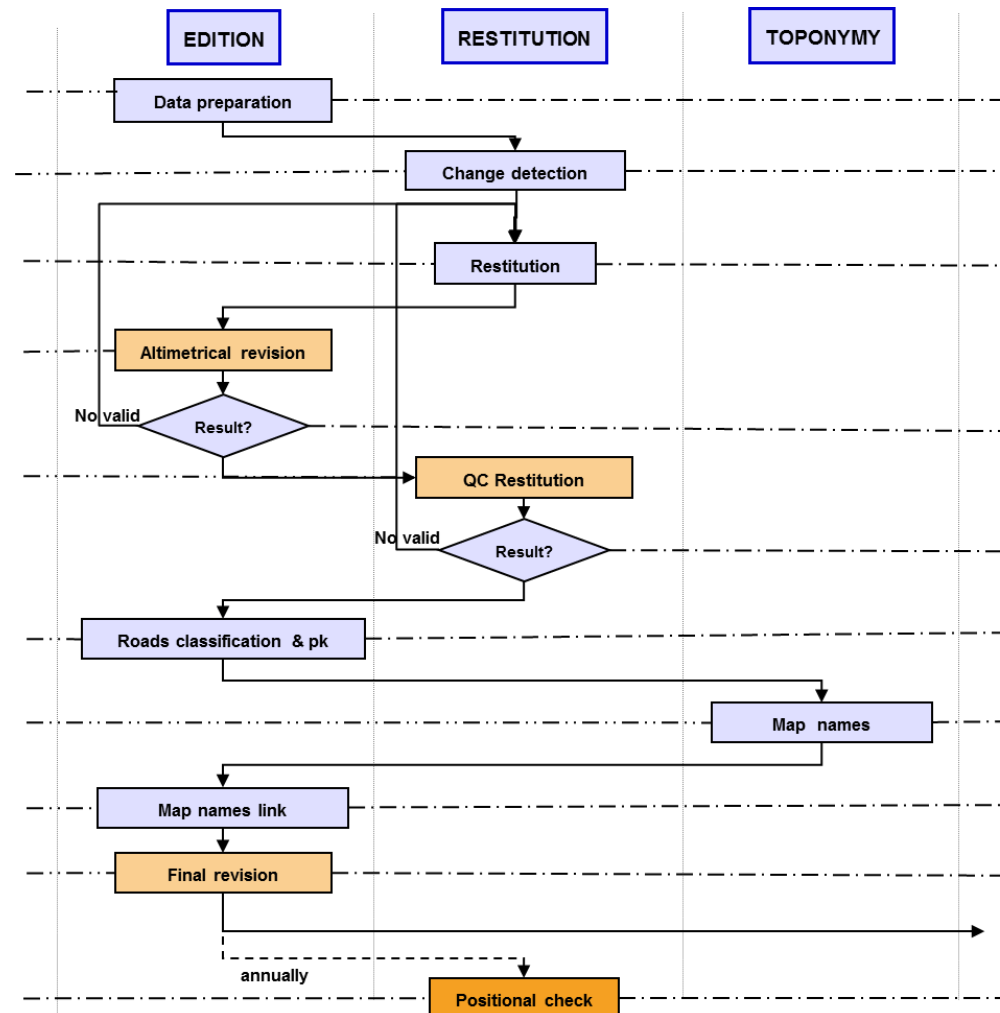 EDITION
RESTITUTION
TOPONYMY
Data preparation
Change detection
Restitution
Altimetrical revision
No valid
Result?
QC Restitution
No valid
Result?
Roads classification & pk
Map names
Map names link
Final revision
annually
Positional check